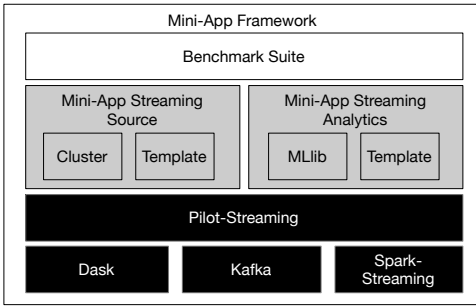 Mini-App Framework
Benchmark Suite
Mini-App Streaming
Source
Cluster
Template
Mini-App Streaming
Analytics
MLlib
Template
Pilot-Streaming
Dask
Kafka
Spark-
Streaming